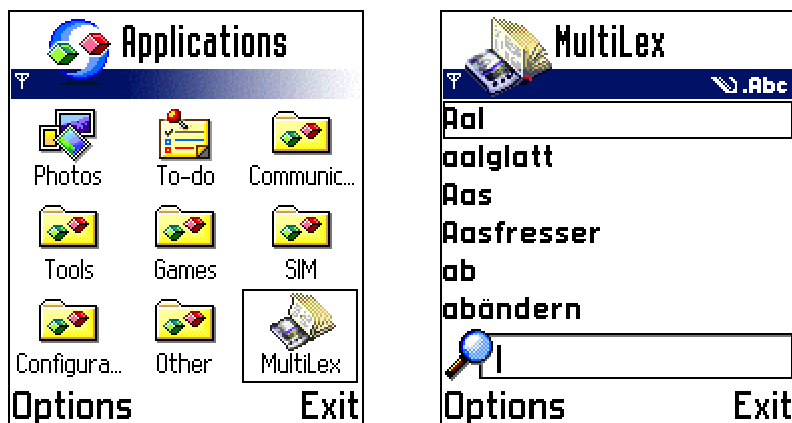 Applications
Photos To-do Communic...
Tools Games SIM
Configura... Other MultiLex
Options Exit
MultiLex
.Abc
Aal
aalglatt
Aas
Aasfresser
ab
abändern
Options Exit